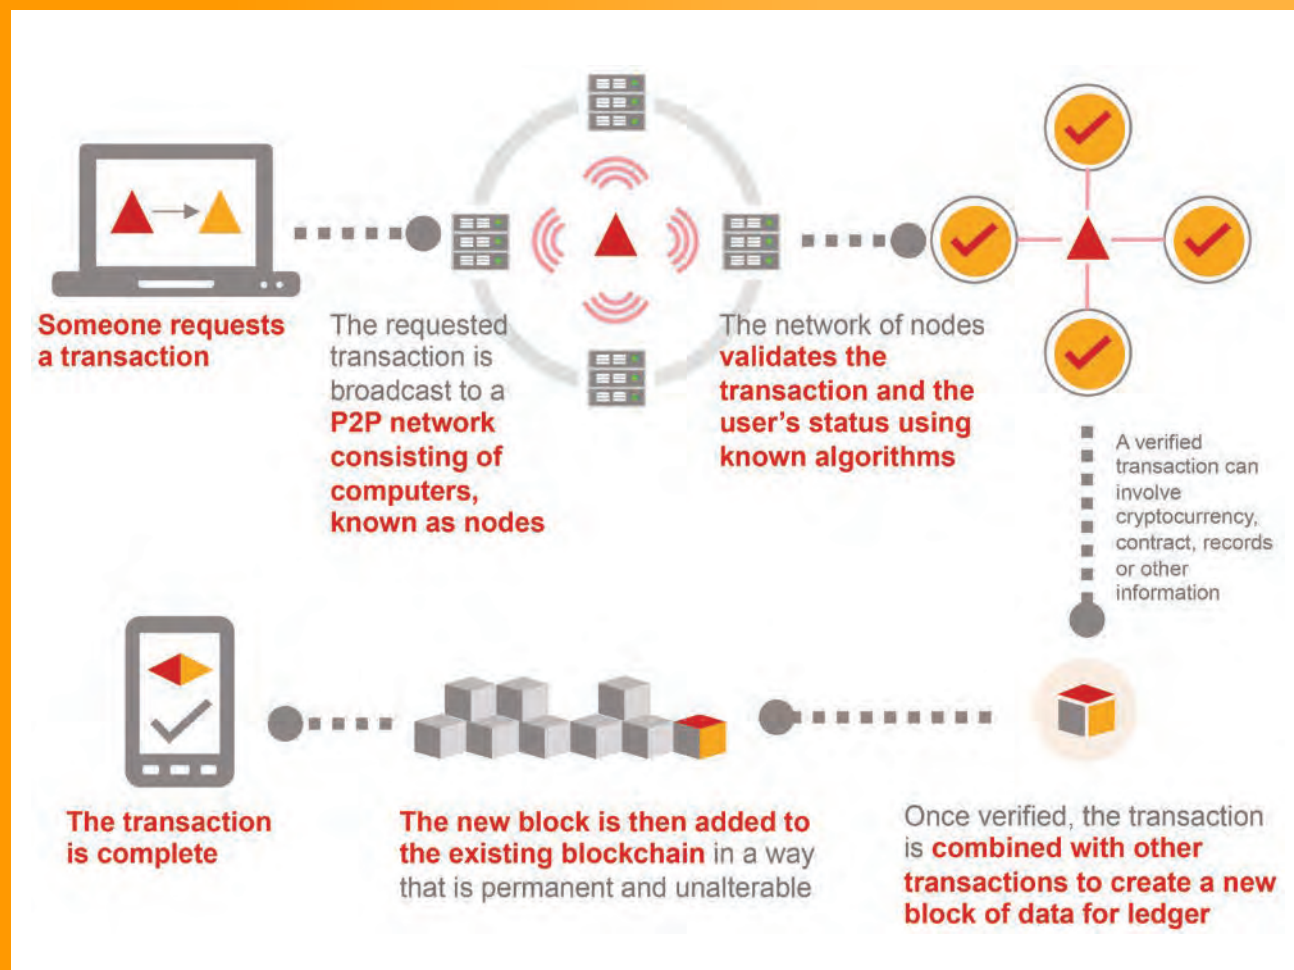 Someone requests
a transaction
The requested
transaction is
broadcast to a
P2P network
consisting of
computers,
known as nodes
The network of nodes
validates the
transaction and the
user's status using
known algorithms
A verified
transaction can
involve
cryptocurrency,
contract, records
or other
information
Once verified, the transaction
is combined with other
transactions to create a new
block of data for ledger
The new block is then added to
the existing blockchain in a way
that is permanent and unalterable
The transaction
is complete